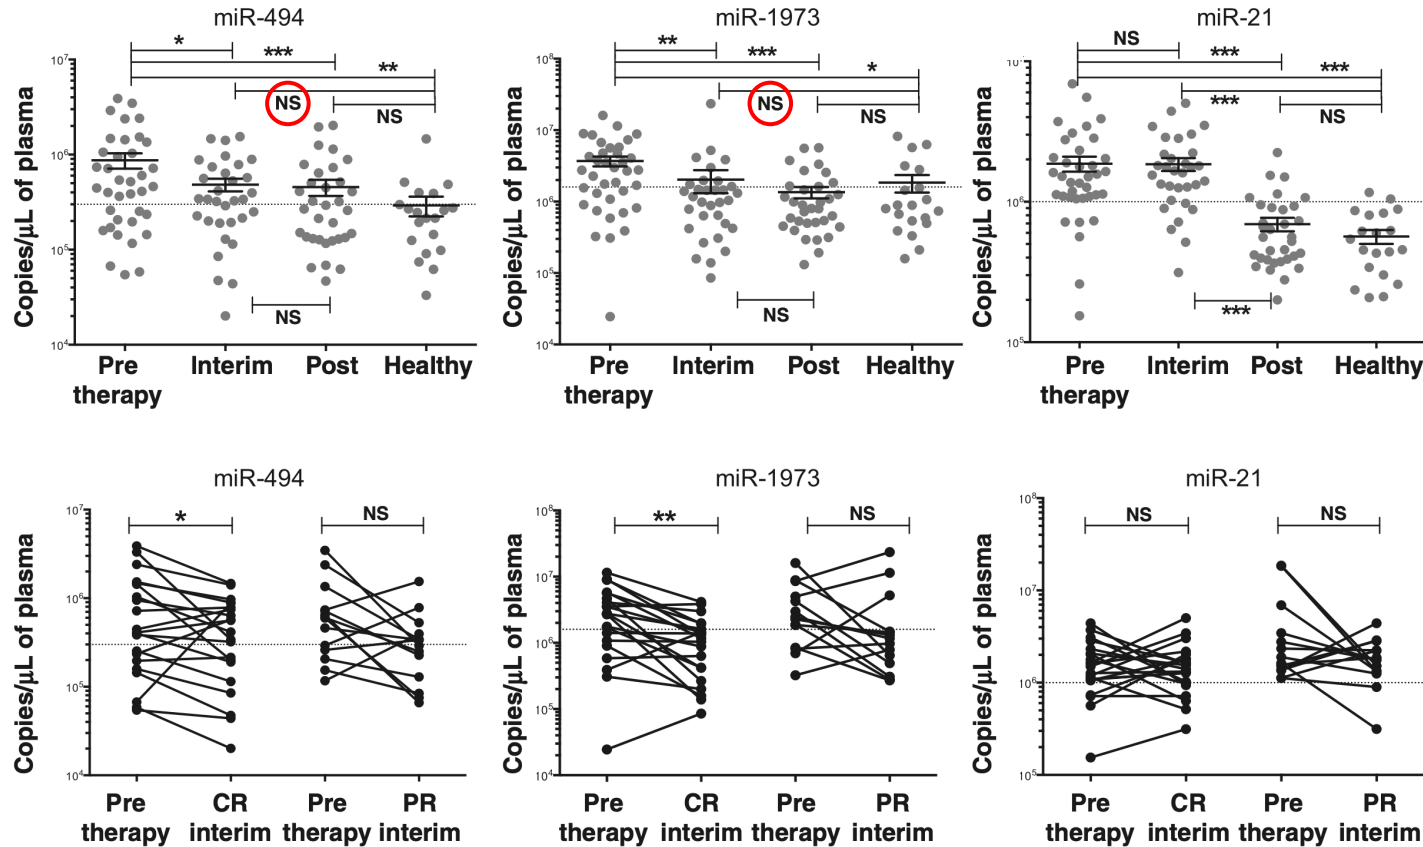 miR-494
miR-1973
miR-21
*
***
**
NS
NS
NS
10⁷
10⁶
10⁵
10⁴
Copies/µL of plasma
Pre therapy
Interim
Post
Healthy
**
***
*
NS
NS
NS
10⁸
10⁷
10⁶
10⁵
10⁴
Copies/µL of plasma
Pre therapy
Interim
Post
Healthy
NS
***
***
***
NS
***
10⁷
10⁶
10⁵
Copies/µL of plasma
Pre therapy
Interim
Post
Healthy
miR-494
miR-1973
miR-21
*
NS
10⁷
10⁶
10⁵
10⁴
Copies/µL of plasma
Pre therapy
CR interim
Pre therapy
PR interim
**
NS
10⁸
10⁷
10⁶
10⁵
10⁴
Copies/µL of plasma
Pre therapy
CR interim
Pre therapy
PR interim
NS
NS
10⁸
10⁷
10⁶
10⁵
Copies/µL of plasma
Pre therapy
CR interim
Pre therapy
PR interim